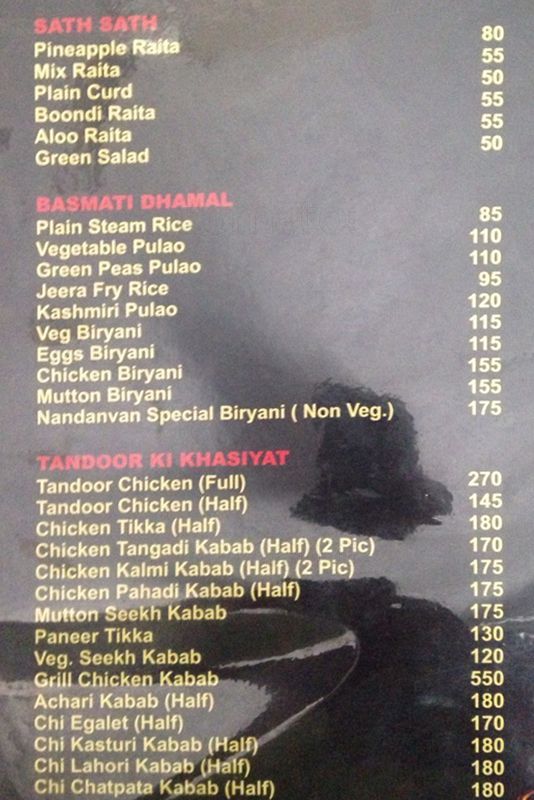 SATH SATH
Pineapple Raita 80
Mix Raita 55
Plain Curd 50
Boondi Raita 55
Aloo Raita 55
Green Salad 50
BASMATI DHAMAL
Plain Steam Rice 85
Vegetable Pulao 110
Green Peas Pulao 110
Jeera Fry Rice 95
Kashmiri Pulao 120
Veg Biryani 115
Eggs Biryani 115
Chicken Biryani 155
Mutton Biryani 155
Nandanvan Special Biryani ( Non Veg.) 175
TANDOOR KI KHASIYAT
Tandoor Chicken (Full) 270
Tandoor Chicken (Half) 145
Chicken Tikka (Half) 180
Chicken Tangadi Kabab (Half) (2 Pic) 170
Chicken Kalmi Kabab (Half) (2 Pic) 175
Chicken Pahadi Kabab (Half) 175
Mutton Seekh Kabab 175
Paneer Tikka 130
Veg. Seekh Kabab 120
Grill Chicken Kabab 550
Achari Kabab (Half) 180
Chi Egalet (Half) 170
Chi Kasturi Kabab (Half) 180
Chi Lahori Kabab (Half) 180
Chi Chatpata Kabab (Half) 180